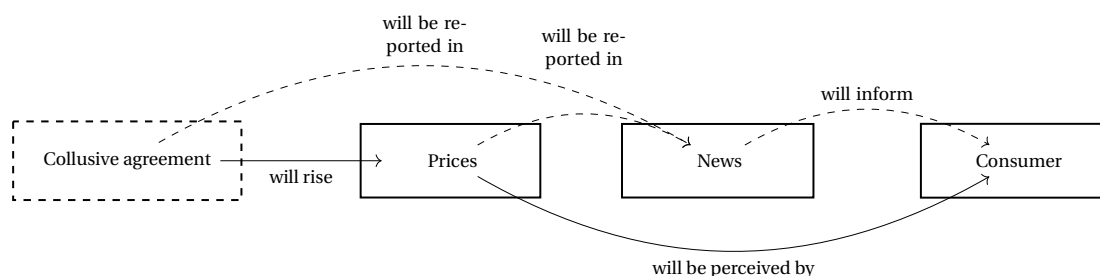 will be re-
ported in
will be re-
ported in
will inform
Collusive agreement
Prices
News
Consumer
will rise
will be perceived by